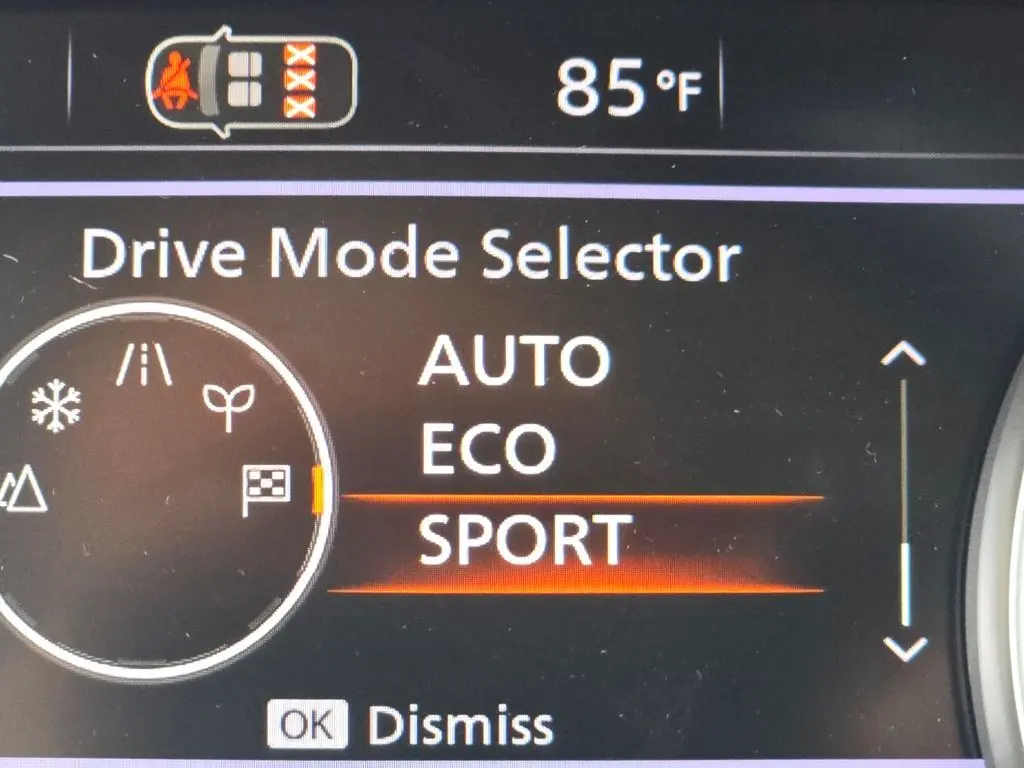 85°F
Drive Mode Selector
AUTO
ECO
SPORT
OK Dismiss